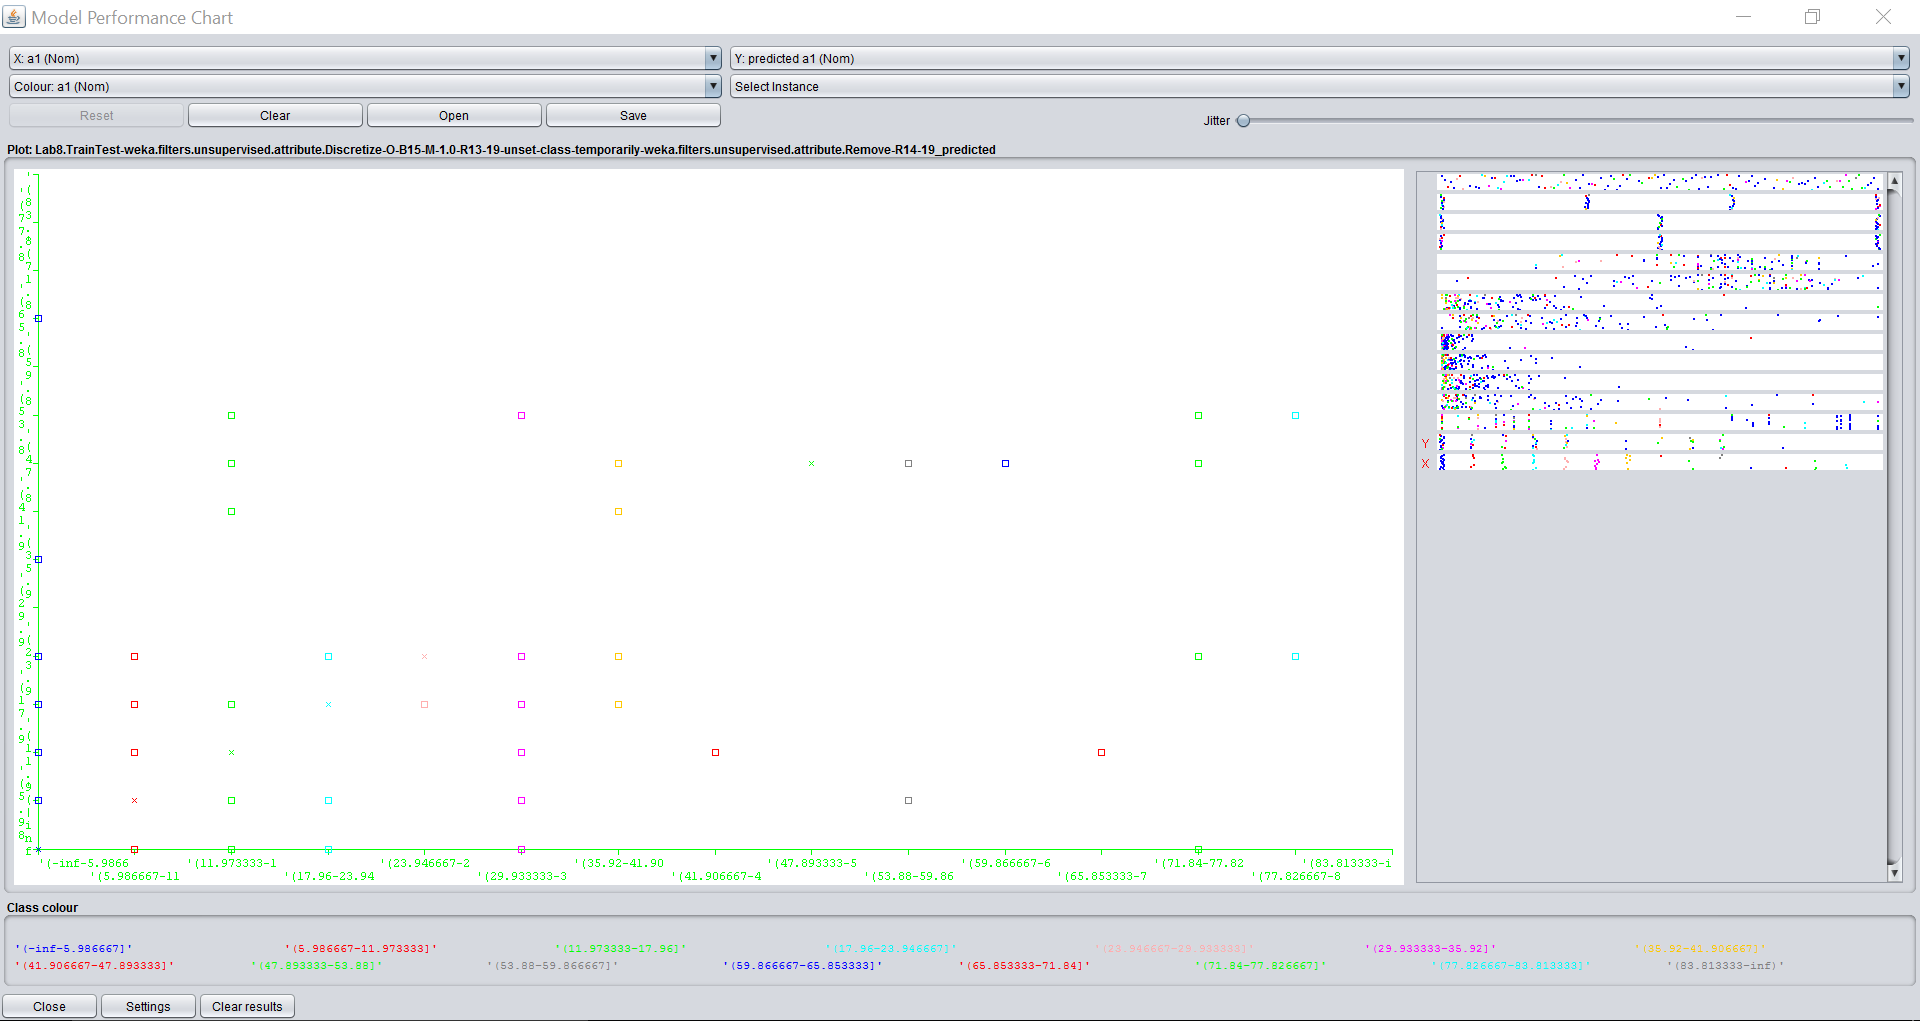 Model Performance Chart
X: a1 (Nom)
Y: predicted a1 (Nom)
Colour: a1 (Nom)
Select Instance
Reset
Clear
Open
Save
Jitter
Plot: Lab8.TrainTest-weka.filters.unsupervised.attribute.Discretize-O-B15-M-1.0-R13-19-unset-class-temporarily-weka.filters.unsupervised.attribute.Remove-R14-19_predicted
Y
X
'(-inf-5.9866 '(11.973333-1 '(23.946667-2 '(35.92-41.90 '(47.893333-5 '(59.866667-6 '(71.84-77.82 '(83.813333-i
'(5.986667-11 '(17.96-23.94 '(29.933333-3 '(41.906667-4 '(53.88-59.86 '(65.853333-7 '(77.826667-8
Class colour
'(-inf-5.986667]' '(5.986667-11.973333]' '(11.973333-17.96]' '(17.96-23.946667]' '(23.946667-29.933333]' '(29.933333-35.92]' '(35.92-41.906667]'
'(41.906667-47.893333]' '(47.893333-53.88]' '(53.88-59.866667]' '(59.866667-65.853333]' '(65.853333-71.84]' '(71.84-77.826667]' '(77.826667-83.813333]' '(83.813333-inf)'
Close
Settings
Clear results